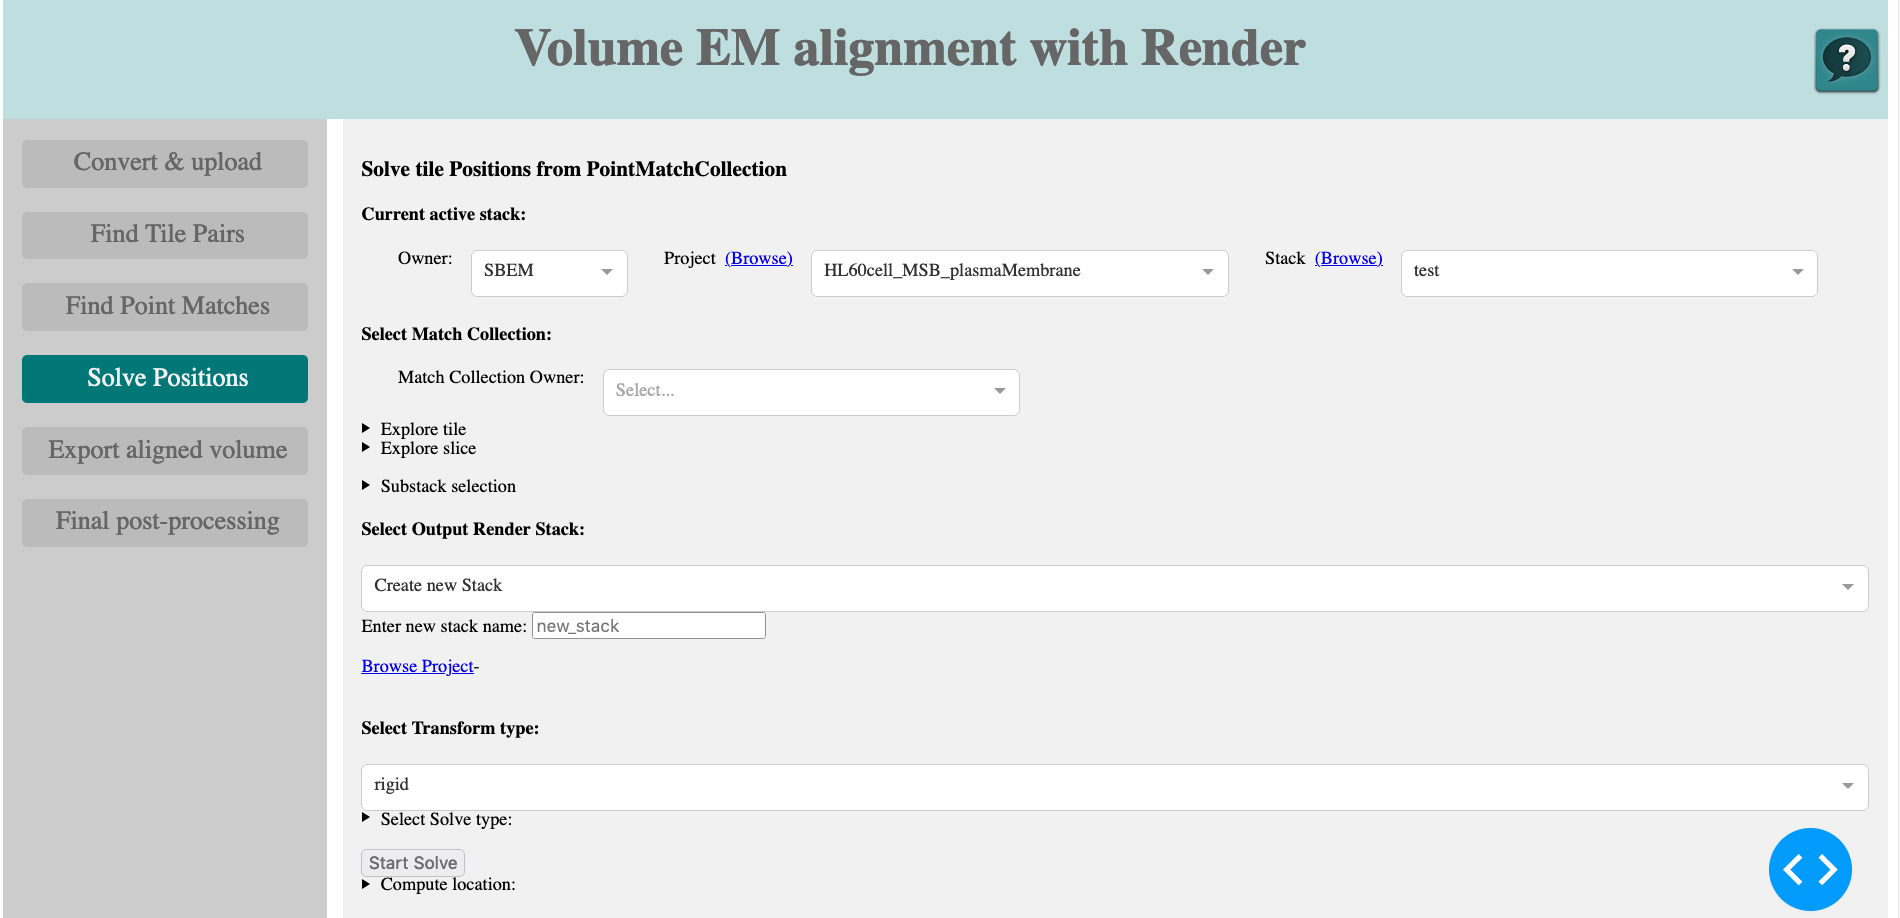 Volume EM alignment with Render
?
Convert & upload
Find Tile Pairs
Find Point Matches
Solve Positions
Export aligned volume
Final post-processing
Solve tile Positions from PointMatchCollection
Current active stack:
Owner: SBEM Project (Browse) HL60cell_MSB_plasmaMembrane Stack (Browse) test
Select Match Collection:
Match Collection Owner: Select...
Explore tile
Explore slice
Substack selection
Select Output Render Stack:
Create new Stack
Enter new stack name: new_stack
Browse Project-
Select Transform type:
rigid
Select Solve type:
Start Solve
Compute location: